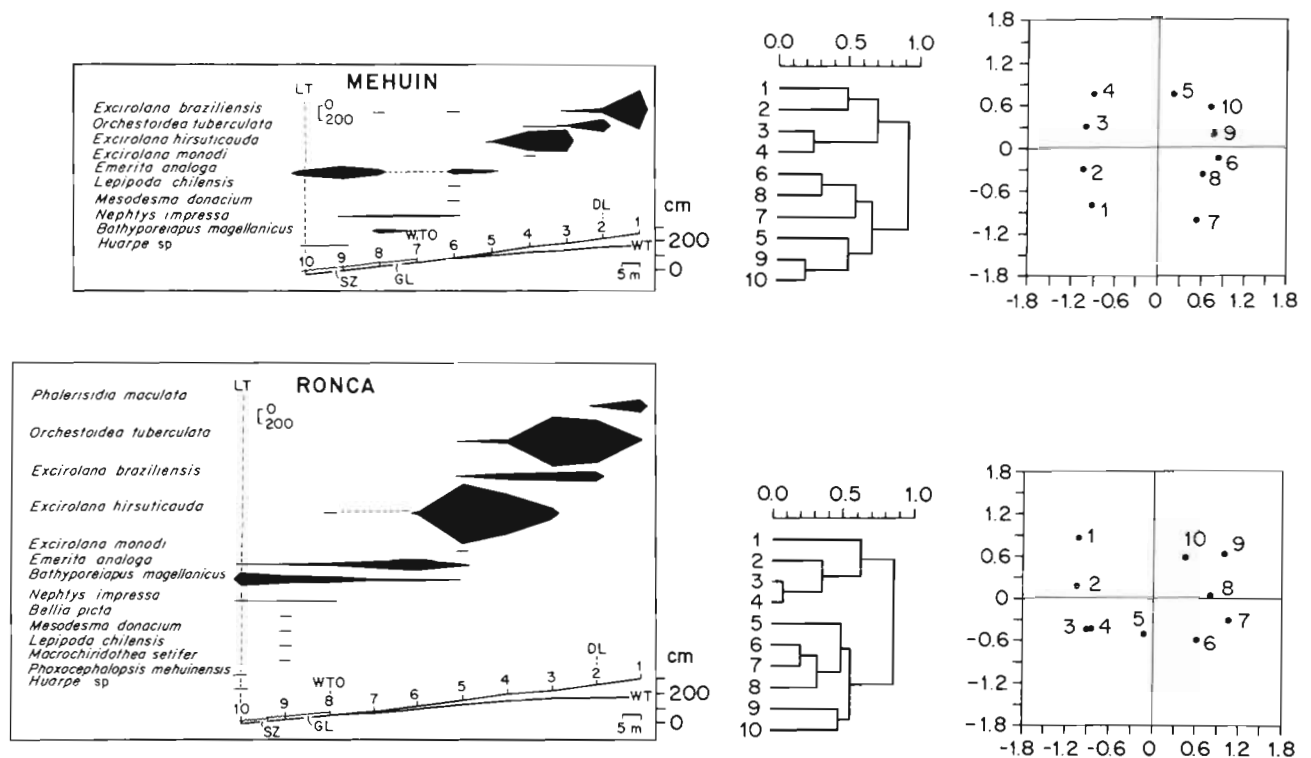 MEHUIN
LT
0
200
Excirolana braziliensis
Orchestoidea tuberculata
Excirolana hirsuticauda
Excirolana monodi
Emerita analoga
Lepipoda chilensis
Mesodesma donacium
Nephtys impressa
Bathyporeiapus magellanicus
Huarpe sp
WTO
DL
cm
200
0
WT
10 9 8 7 6 5 4 3 2 1
SZ
GL
5 m
0.0 0.5 1.0
1
2
3
4
6
8
7
5
9
10
1.8
1.2
0.6
0
-0.6
-1.2
-1.8
-1.8 -1.2 -0.6 0 0.6 1.2 1.8
4
5
10
3
9
6
2
8
1
7
RONCA
LT
0
200
Phalerisidia maculata
Orchestoidea tuberculata
Excirolana braziliensis
Excirolana hirsuticauda
Excirolana monodi
Emerita analoga
Bathyporeiapus magellanicus
Nephtys impressa
Bellia picta
Mesodesma donacium
Lepipoda chilensis
Macrochiridothea setifer
Phoxocephalopsis mehuinensis
Huarpe sp
WTO
DL
cm
200
0
WT
10 9 8 7 6 5 4 3 2 1
SZ
GL
5 m
0.0 0.5 1.0
1
2
3
4
5
6
7
8
9
10
1.8
1.2
0.6
0
-0.6
-1.2
-1.8
-1.8 -1.2 -0.6 0 0.6 1.2 1.8
1
10
9
2
8
3
4
5
7
6